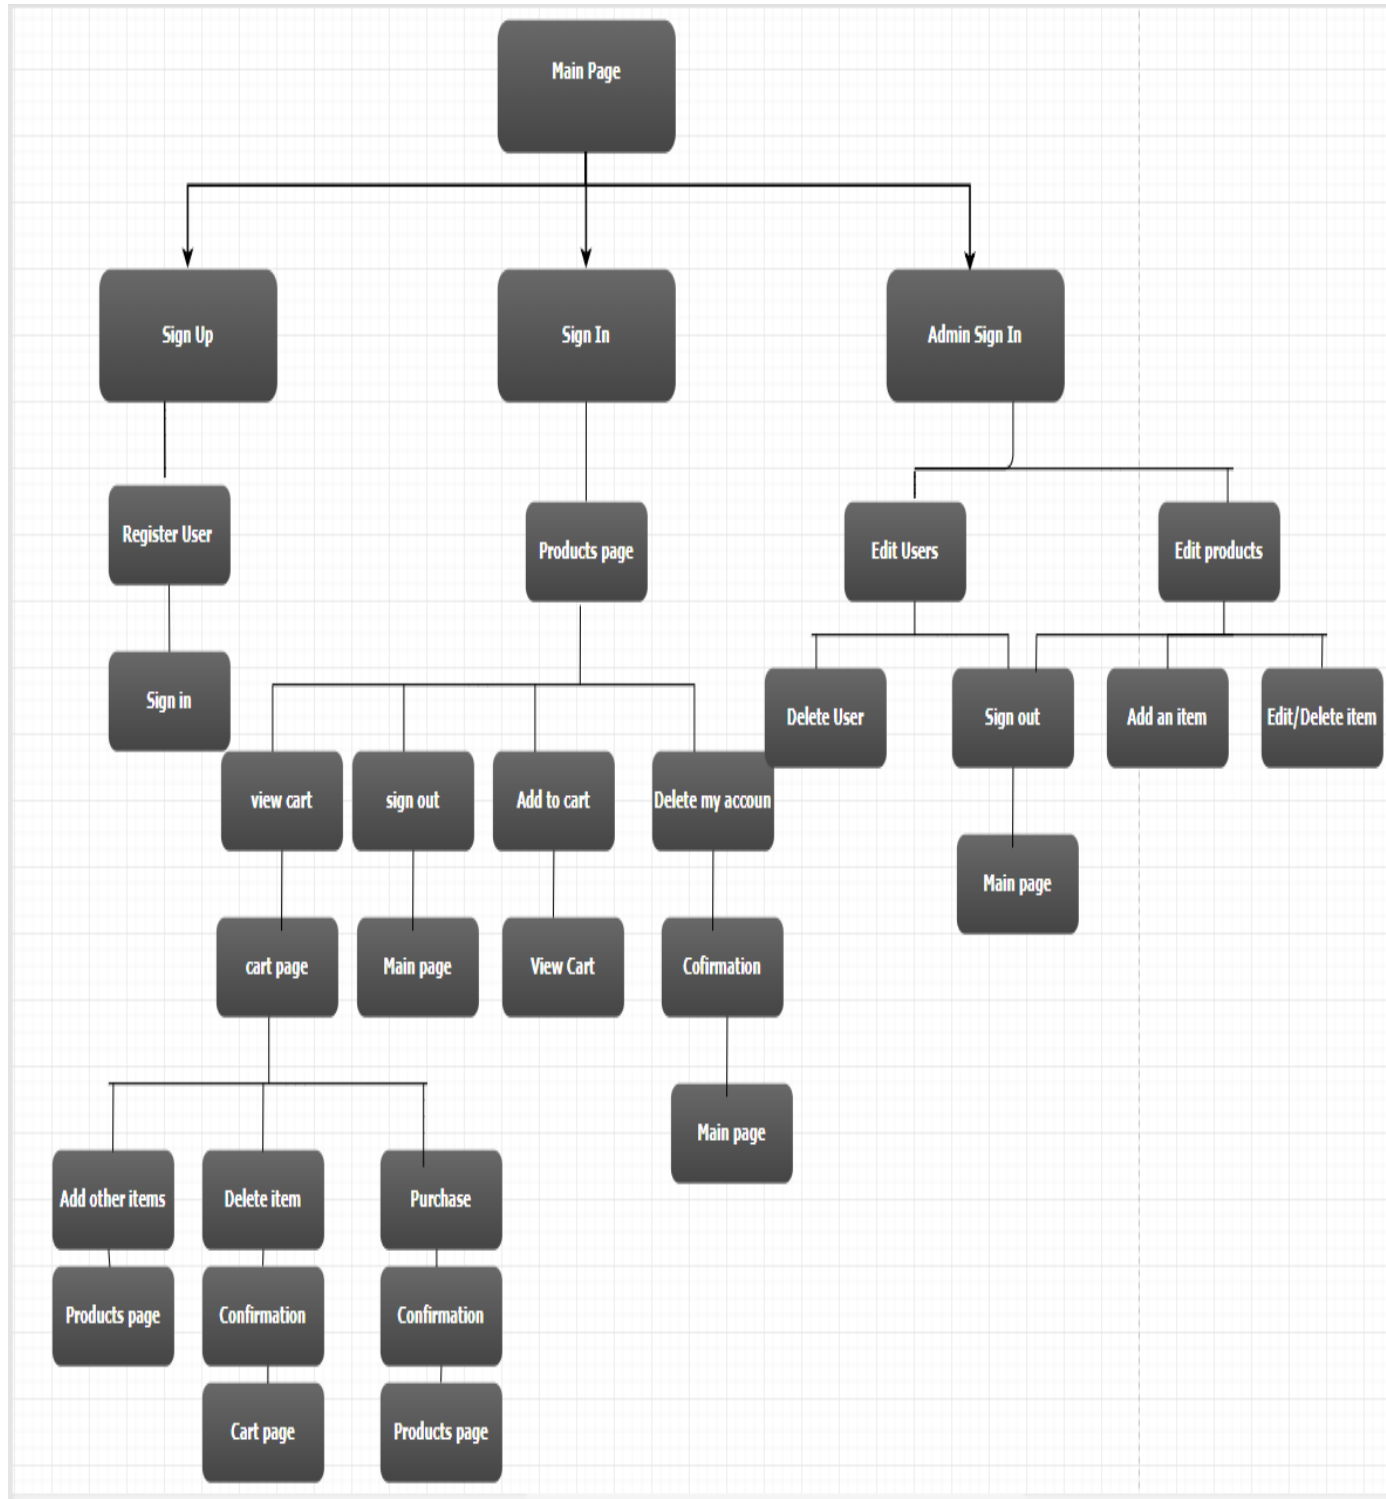 Main Page
Sign Up
Sign In
Admin Sign In
Register User
Products page
Edit Users
Edit products
Sign in
Delete User
Sign out
Add an item
Edit/Delete item
view cart
sign out
Add to cart
Delete my accoun
Main page
cart page
Main page
View Cart
Cofirmation
Main page
Add other items
Delete item
Purchase
Products page
Confirmation
Confirmation
Cart page
Products page